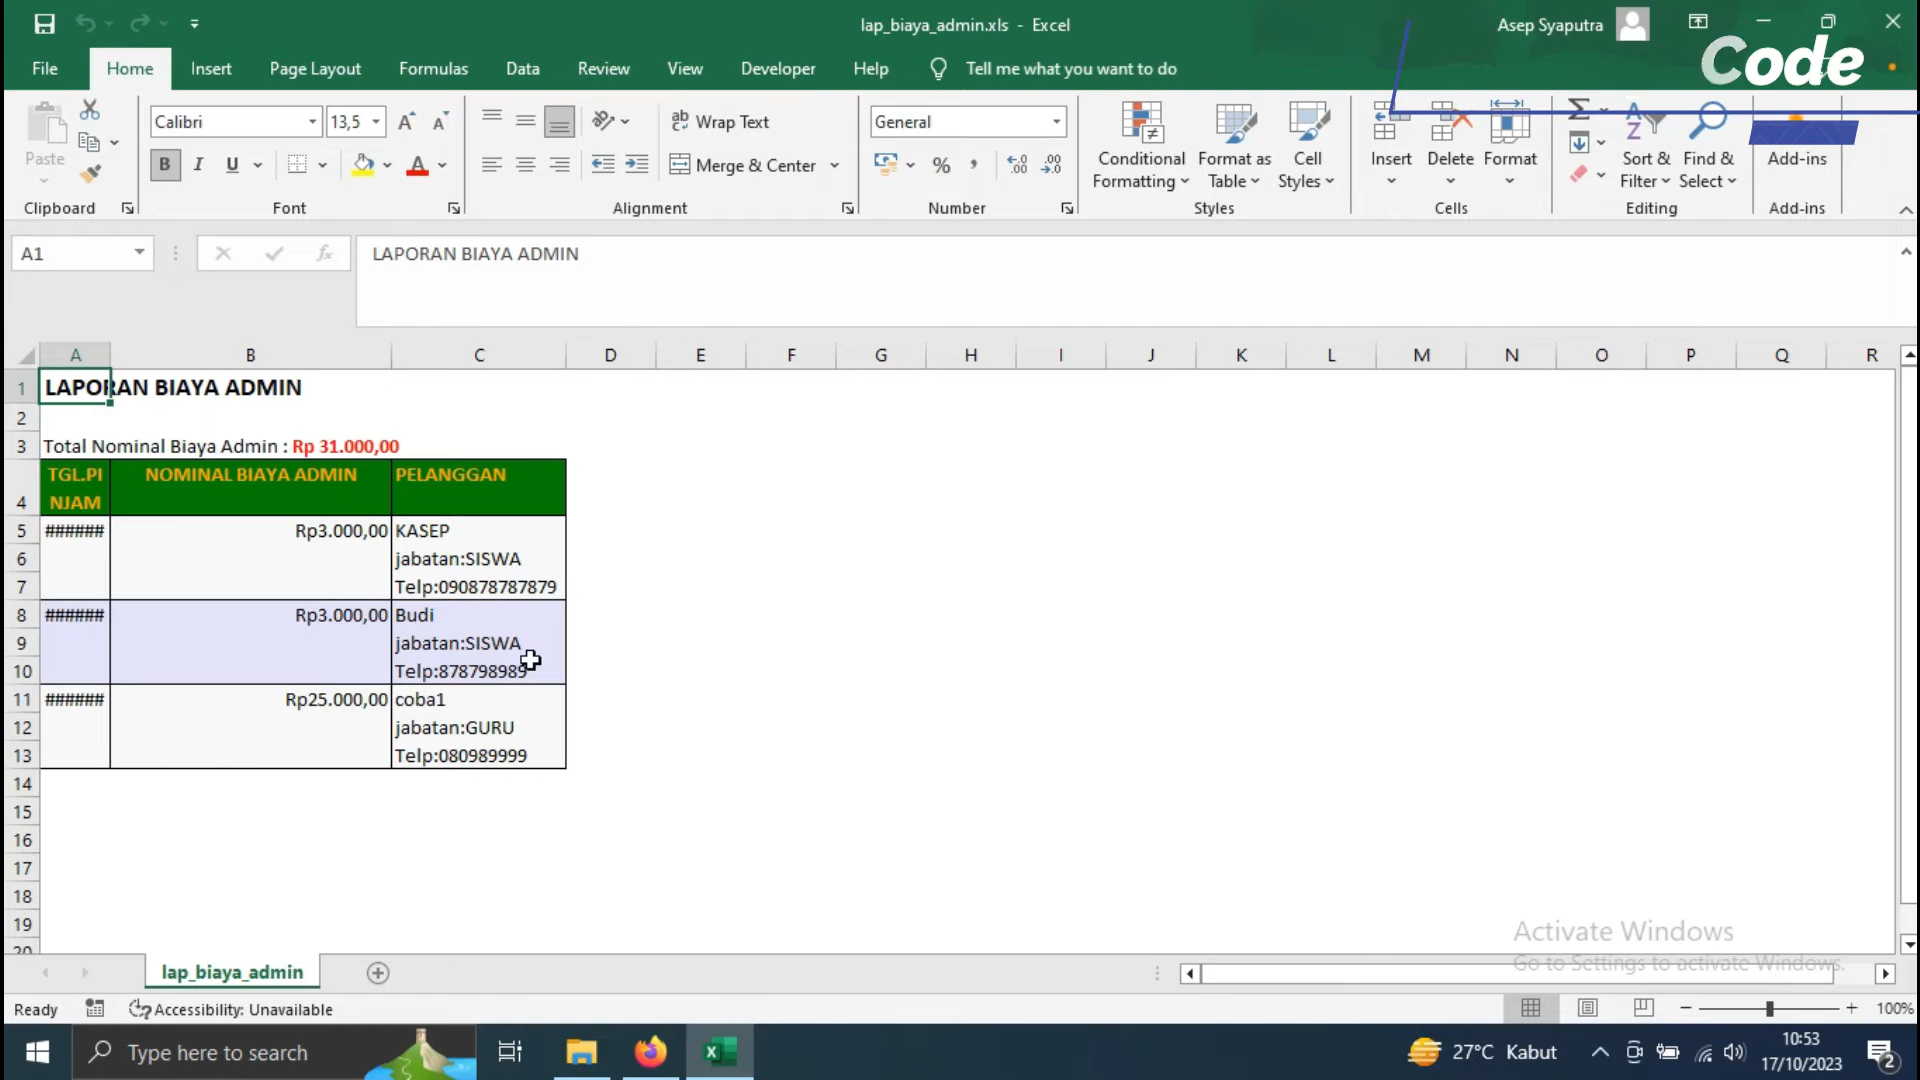 lap_biaya_admin.xls - Excel
Asep Syaputra
Code
File Home Insert Page Layout Formulas Data Review View Developer Help Tell me what you want to do
Paste
Clipboard
Calibri 13,5
B I U
Font
Wrap Text
Merge & Center
Alignment
General
Number
Conditional Formatting
Format as Table
Cell Styles
Styles
Insert Delete Format
Cells
Sort & Filter
Find & Select
Editing
Add-ins
Add-ins
A1 fx LAPORAN BIAYA ADMIN
A B C D E F G H I J K L M N O P Q R
1 LAPORAN BIAYA ADMIN
2
3 Total Nominal Biaya Admin : Rp 31.000,00
4 TGL.PINJAM NOMINAL BIAYA ADMIN PELANGGAN
5 ###### Rp3.000,00 KASEP
6 jabatan:SISWA
7 Telp:090878787879
8 ###### Rp3.000,00 Budi
9 jabatan:SISWA
10 Telp:878798989
11 ###### Rp25.000,00 coba1
12 jabatan:GURU
13 Telp:080989999
14
15
16
17
18
19
20
Activate Windows
Go to Settings to activate Windows.
lap_biaya_admin
Ready Accessibility: Unavailable 100%
Type here to search
27°C Kabut
10:53
17/10/2023
2